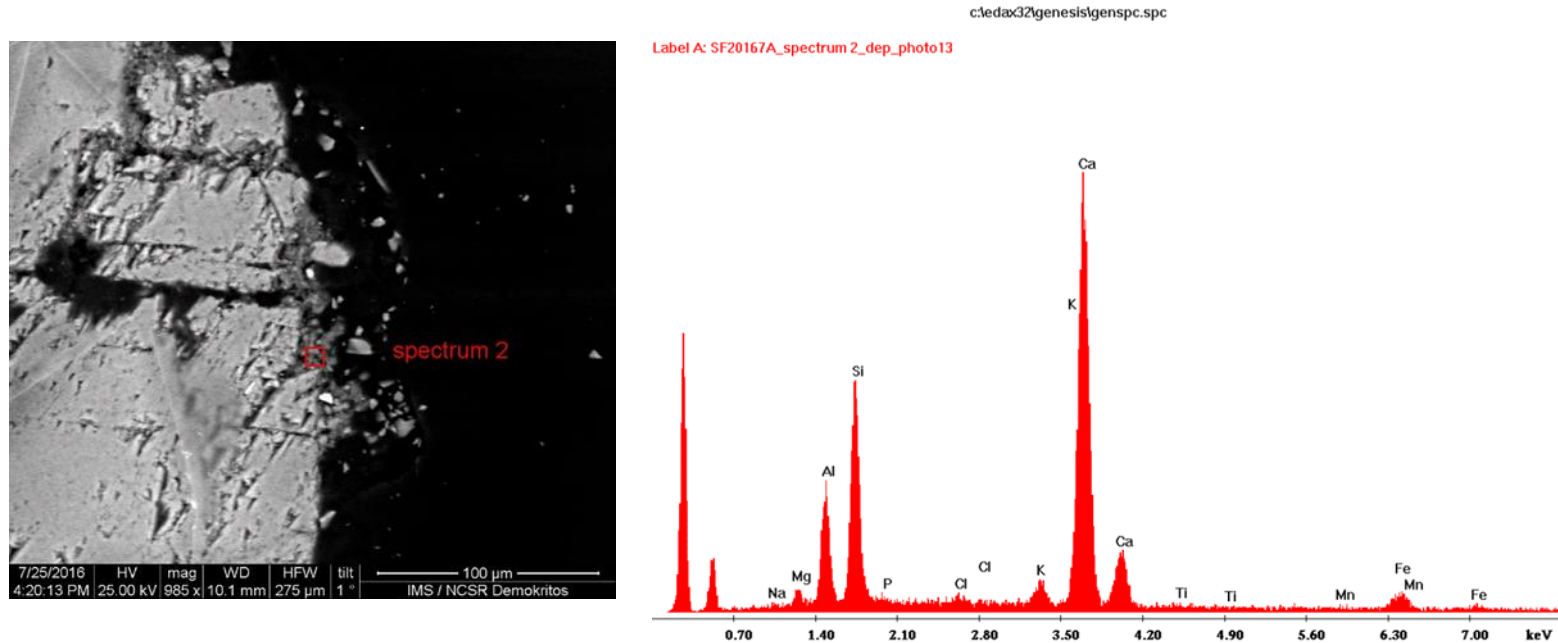 c:\edax32\genesis\genspc.spc
Label A: SF20167A_spectrum 2_dep_photo13
spectrum 2
7/25/2016 HV mag WD HFW tilt 100 µm
4:20:13 PM 25.00 kV 985 x 10.1 mm 275 µm 1 ° IMS / NCSR Demokritos
Ca
K
Si
Al
Ca
Cl
K
Fe
Na Mg P Cl Ti Ti Mn Mn Fe
0.70 1.40 2.10 2.80 3.50 4.20 4.90 5.60 6.30 7.00 keV